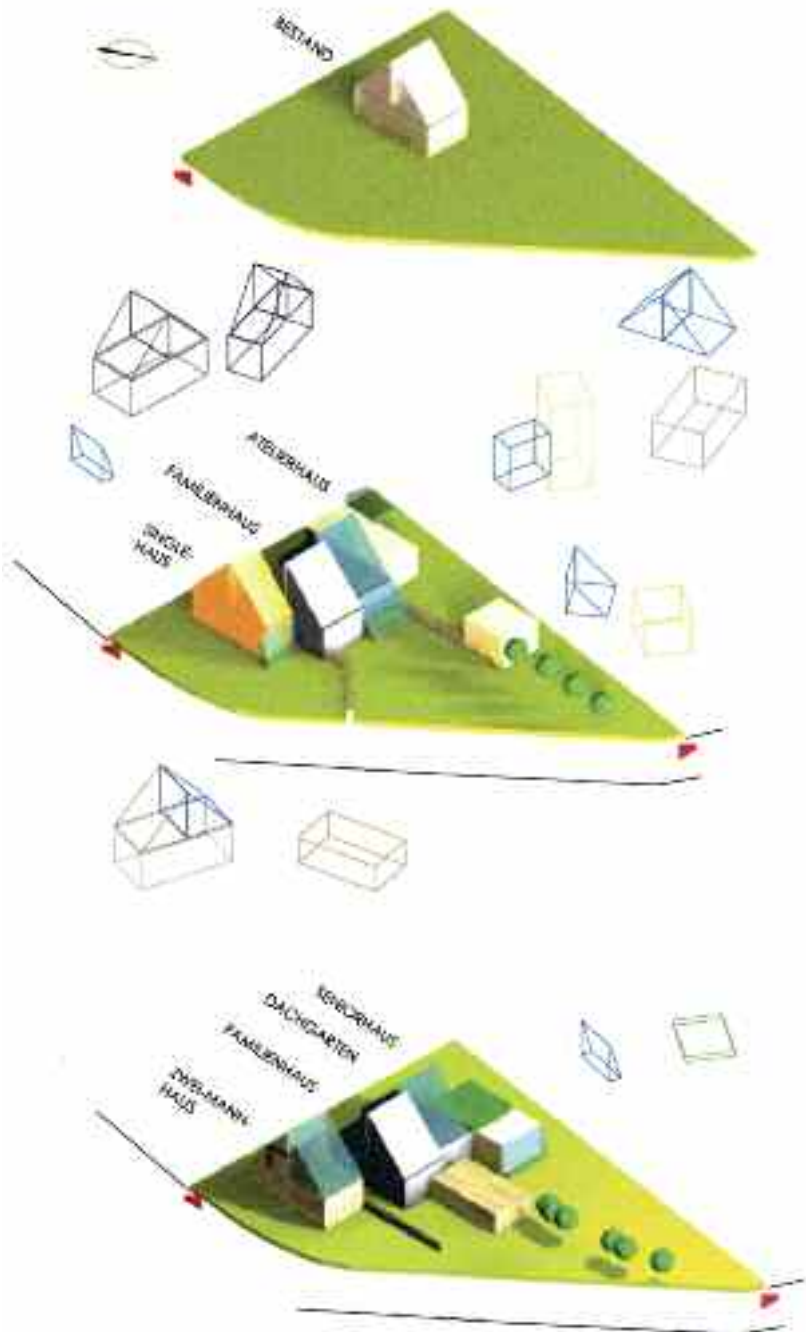 BESTAND
ATELIERHAUS
FAMILIENHAUS
SINGLE-
HAUS
SENIORHAUS
DACHGARTEN
FAMILIENHAUS
ZWEI-MANN
HAUS